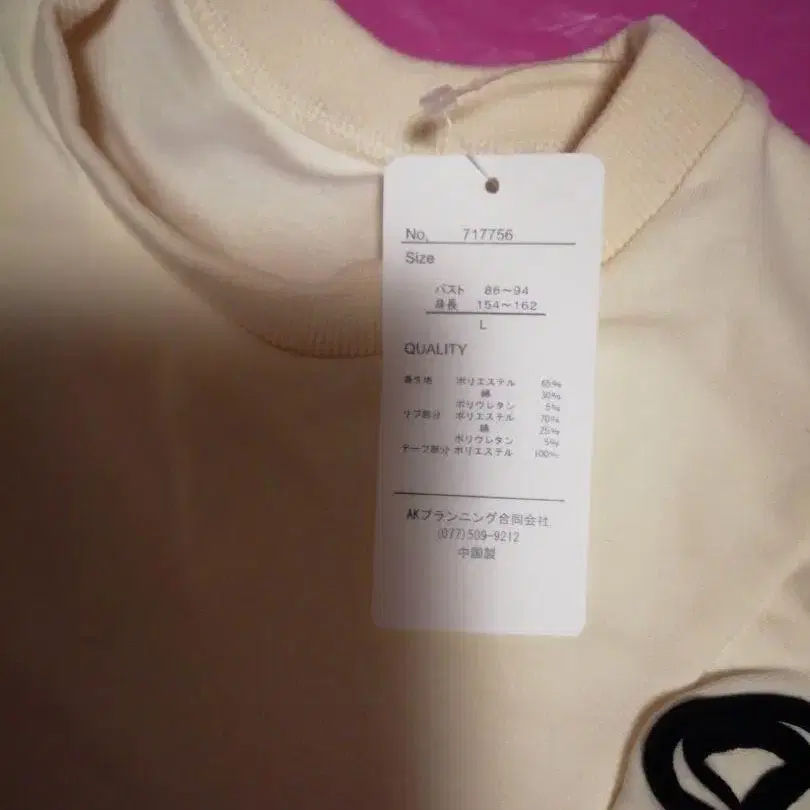 No. 717756
Size
バスト 86～94
身長 154～162
L
QUALITY
身生地 ポリエステル 65%
綿 30%
ポリウレタン 5%
リブ部分 ポリエステル 70%
綿 25%
ポリウレタン 5%
テープ部分 ポリエステル 100%
AKプランニング合同会社
(077)509-9212
中国製